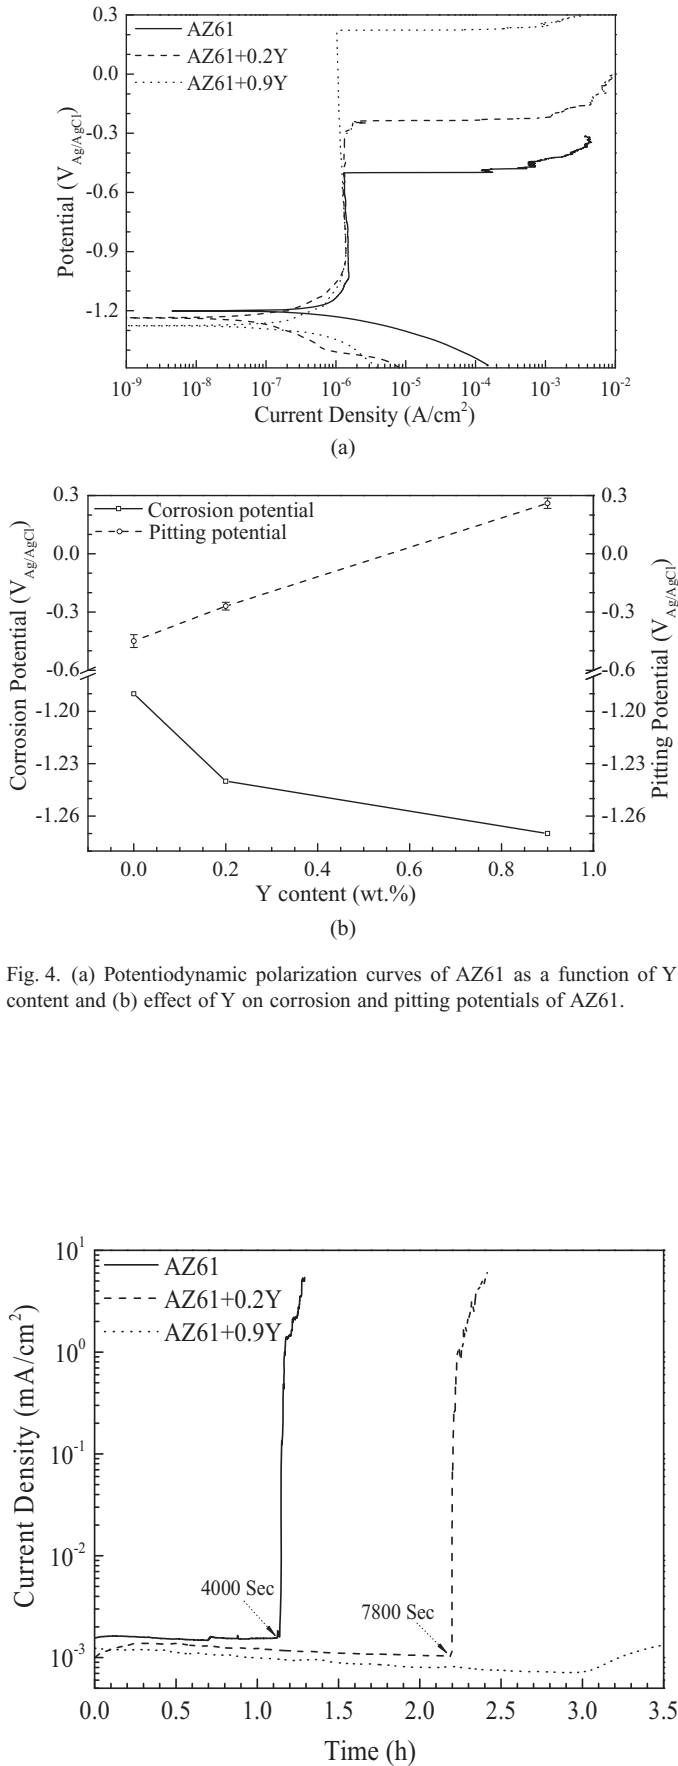 0.3
0.0
-0.3
-0.6
-0.9
-1.2
Potential (V_Ag/AgCl)
AZ61
AZ61+0.2Y
AZ61+0.9Y
10^-9 10^-8 10^-7 10^-6 10^-5 10^-4 10^-3 10^-2
Current Density (A/cm^2)
(a)
0.3
0.0
-0.3
-0.6
-1.20
-1.23
-1.26
Corrosion Potential (V_Ag/AgCl)
Corrosion potential
Pitting potential
0.3
0.0
-0.3
-0.6
-1.20
-1.23
-1.26
Pitting Potential (V_Ag/AgCl)
0.0 0.2 0.4 0.6 0.8 1.0
Y content (wt.%)
(b)
Fig. 4. (a) Potentiodynamic polarization curves of AZ61 as a function of Y
content and (b) effect of Y on corrosion and pitting potentials of AZ61.
10^1
10^0
10^-1
10^-2
10^-3
Current Density (mA/cm^2)
AZ61
AZ61+0.2Y
AZ61+0.9Y
4000 Sec
7800 Sec
0.0 0.5 1.0 1.5 2.0 2.5 3.0 3.5
Time (h)